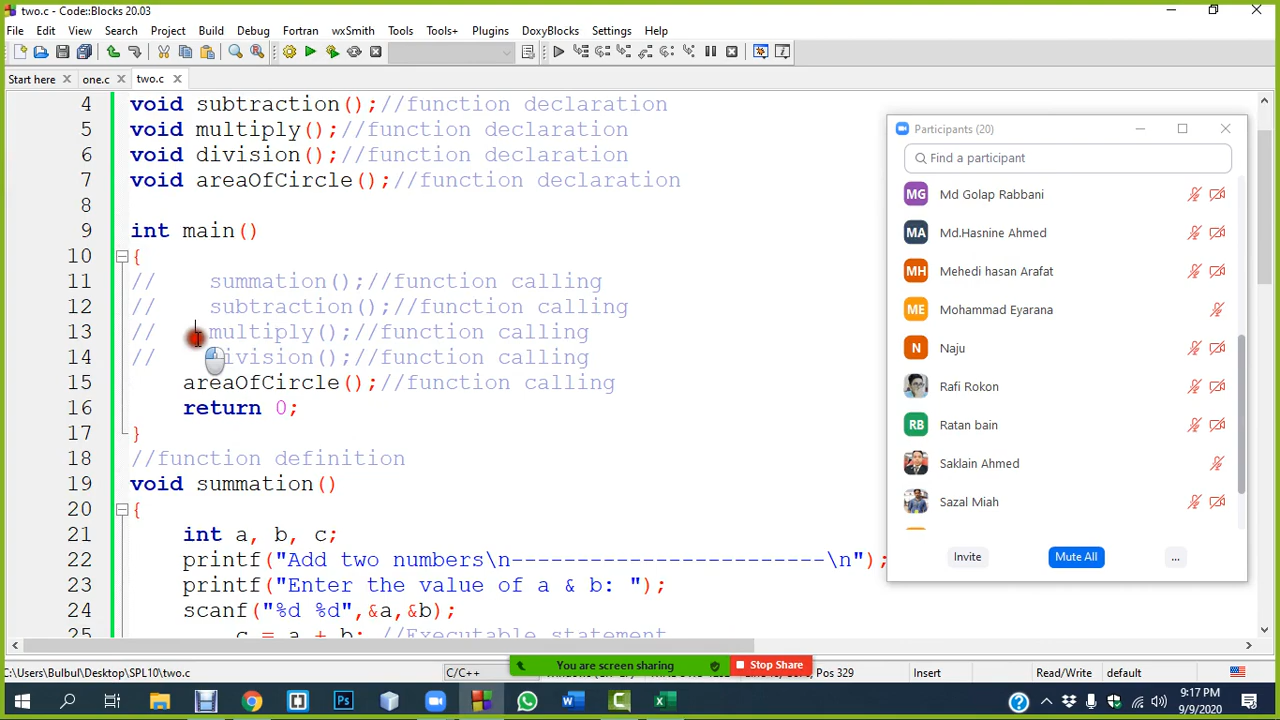 two.c - Code::Blocks 20.03
File Edit View Search Project Build Debug Fortran wxSmith Tools Tools+ Plugins DoxyBlocks Settings Help
Start here one.c two.c
4 void subtraction();//function declaration
5 void multiply();//function declaration
6 void division();//function declaration
7 void areaOfCircle();//function declaration
8
9 int main()
10 {
11 // summation();//function calling
12 // subtraction();//function calling
13 // multiply();//function calling
14 // division();//function calling
15 areaOfCircle();//function calling
16 return 0;
17 }
18 //function definition
19 void summation()
20 {
21 int a, b, c;
22 printf("Add two numbers\n------------------------\n");
23 printf("Enter the value of a & b: ");
24 scanf("%d %d",&a,&b);
25 c = a + b; //Executable statement
Participants (20)
Find a participant
MG Md Golap Rabbani
MA Md.Hasnine Ahmed
MH Mehedi hasan Arafat
ME Mohammad Eyarana
N Naju
Rafi Rokon
RB Ratan bain
Saklain Ahmed
Sazal Miah
Invite Mute All ...
You are screen sharing Stop Share
C:\Users\Bulbul\Desktop\SPL10\two.c C/C++ Pos 329 Insert Read/Write default
9:17 PM
9/9/2020